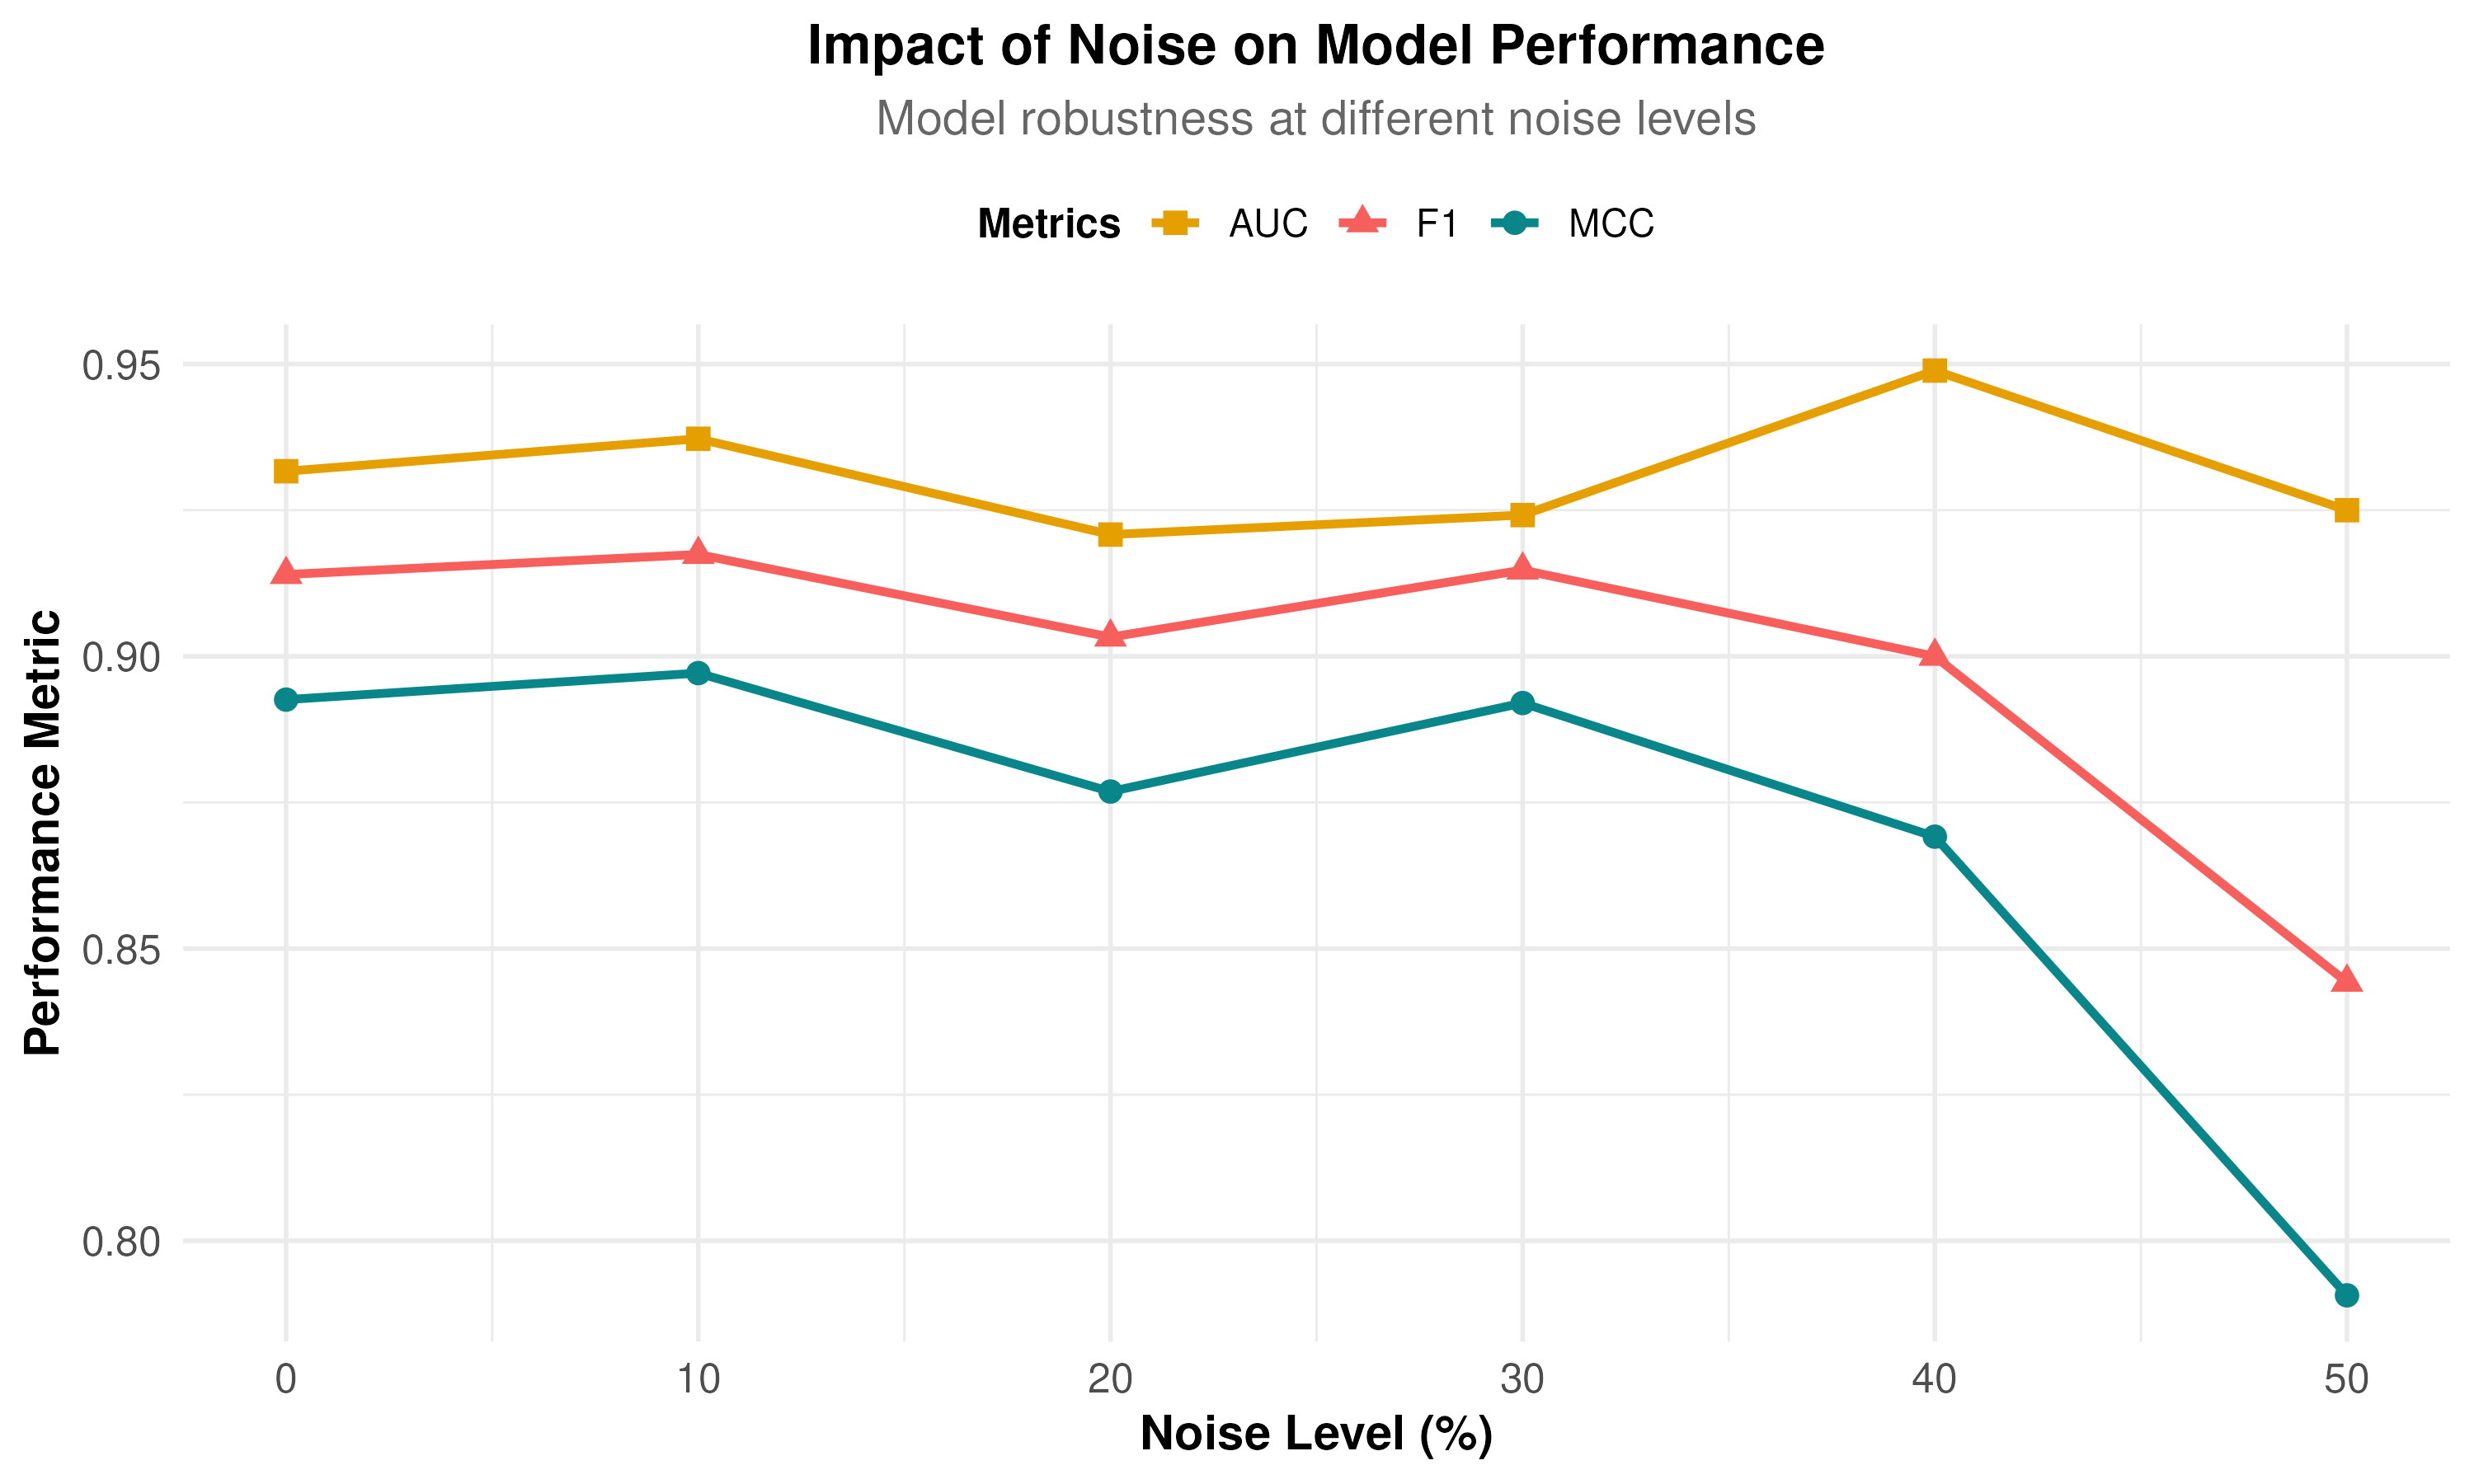 Impact of Noise on Model Performance
Model robustness at different noise levels
Metrics AUC F1 MCC
Performance Metric
0.95
0.90
0.85
0.80
0 10 20 30 40 50
Noise Level (%)